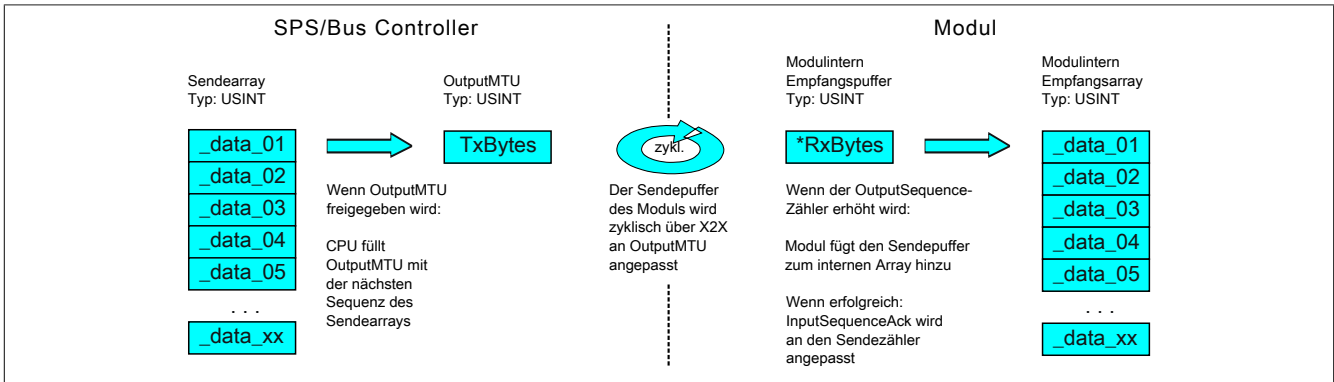 SPS/Bus Controller
Modul
Sendearray
Typ: USINT
_data_01
_data_02
_data_03
_data_04
_data_05
. . .
_data_xx
OutputMTU
Typ: USINT
TxBytes
Wenn OutputMTU
freigegeben wird:
CPU füllt
OutputMTU mit
der nächsten
Sequenz des
Sendearrays
zykl.
Der Sendepuffer
des Moduls wird
zyklisch über X2X
an OutputMTU
angepasst
Modulintern
Empfangspuffer
Typ: USINT
*RxBytes
Wenn der OutputSequence-
Zähler erhöht wird:
Modul fügt den Sendepuffer
zum internen Array hinzu
Wenn erfolgreich:
InputSequenceAck wird
an den Sendezähler
angepasst
Modulintern
Empfangsarray
Typ: USINT
_data_01
_data_02
_data_03
_data_04
_data_05
. . .
_data_xx